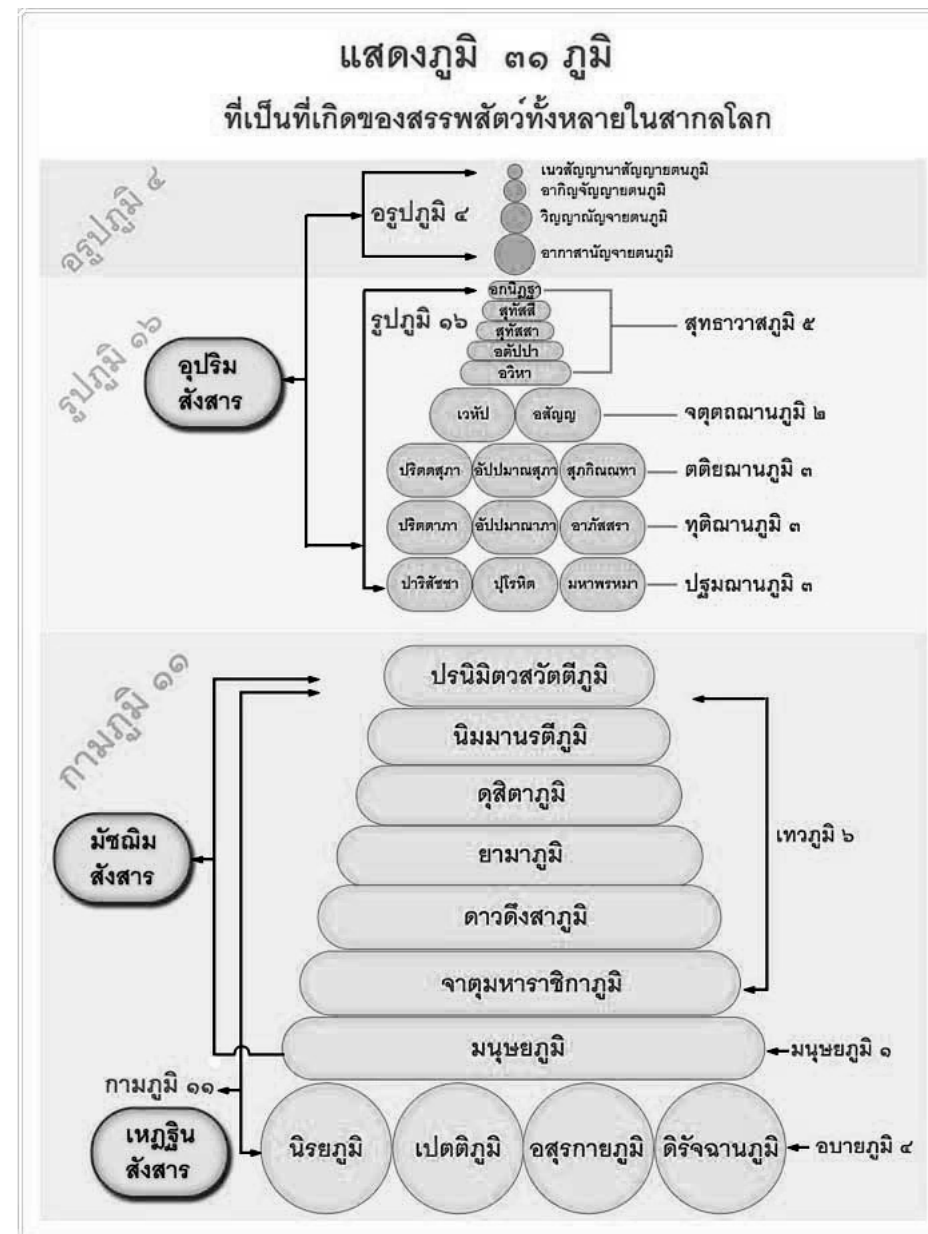 แสดงภูมิ ๓๑ ภูมิ
ที่เป็นที่เกิดของสรรพสัตว์ทั้งหลายในสากลโลก
อรูปภูมิ ๔
อรูปภูมิ ๔
เนวสัญญานาสัญญายตนภูมิ
อากิญจัญญายตนภูมิ
วิญญาณัญจายตนภูมิ
อากาสานัญจายตนภูมิ
รูปภูมิ ๑๖
อุปริม
สังสาร
รูปภูมิ ๑๖
อกนิฏฐา
สุทัสสี
สุทัสสา
อตัปปา
อวิหา
สุทธาวาสภูมิ ๕
เวหัป
อสัญญ
จตุตถฌานภูมิ ๒
ปริตตสุภา
อัปปมาณสุภา
สุภกิณณหา
ตติยฌานภูมิ ๓
ปริตตาภา
อัปปมาณาภา
อาภัสสรา
ทุติฌานภูมิ ๓
ปาริสัชชา
ปุโรหิต
มหาพรหมา
ปฐมฌานภูมิ ๓
กามภูมิ ๑๑
มัชฌิม
สังสาร
ปรนิมิตวสวัตตีภูมิ
นิมมานรตีภูมิ
ดุสิตาภูมิ
ยามาภูมิ
ดาวดึงสาภูมิ
จาตุมหาราชิกาภูมิ
เทวภูมิ ๖
มนุษยภูมิ
มนุษยภูมิ ๑
กามภูมิ ๑๑
เหฏฐิน
สังสาร
นิรยภูมิ
เปตติภูมิ
อสุรกายภูมิ
ดิรัจฉานภูมิ
อบายภูมิ ๔